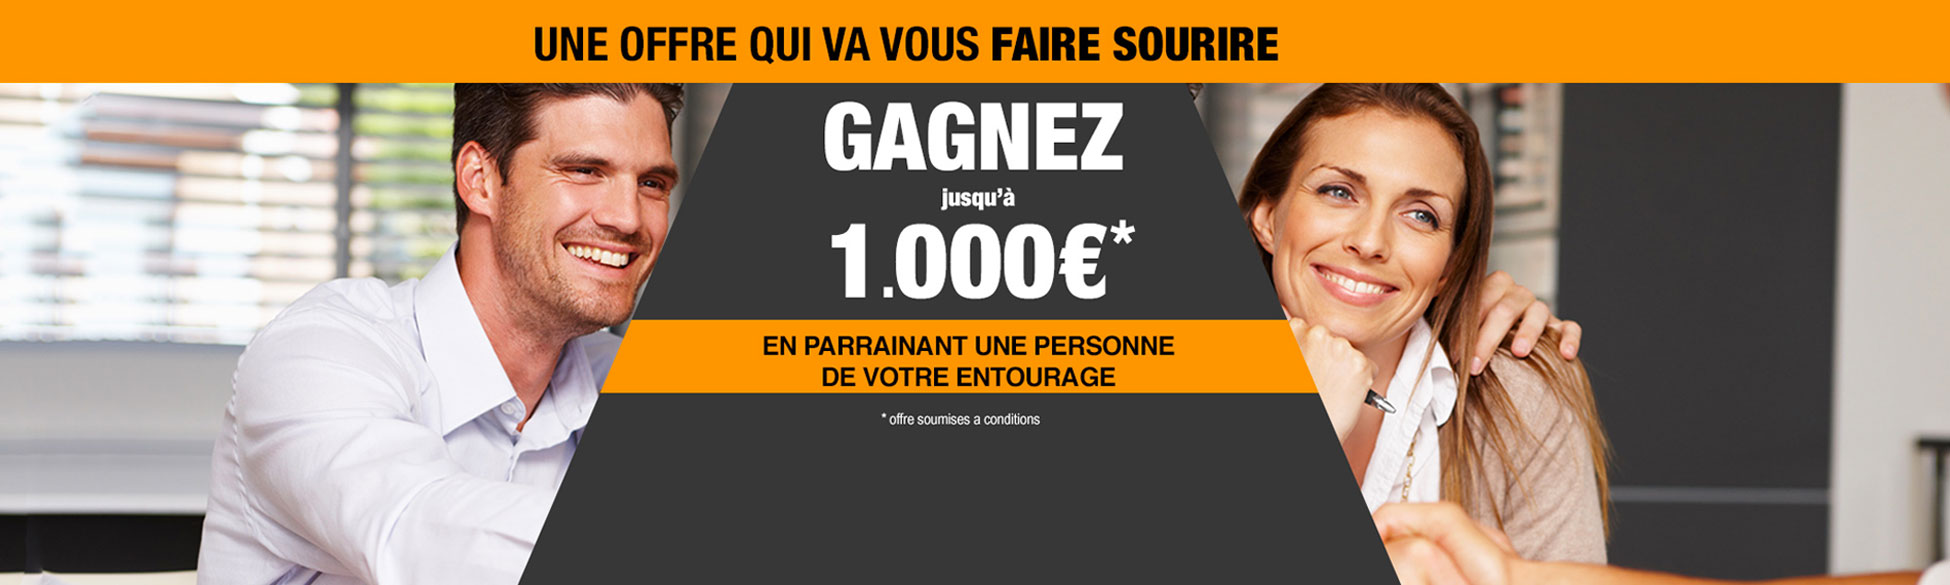 UNE OFFRE QUI VA VOUS FAIRE SOURIRE
GAGNEZ
jusqu'à
1.000€*
EN PARRAINANT UNE PERSONNE
DE VOTRE ENTOURAGE
* offre soumises a conditions